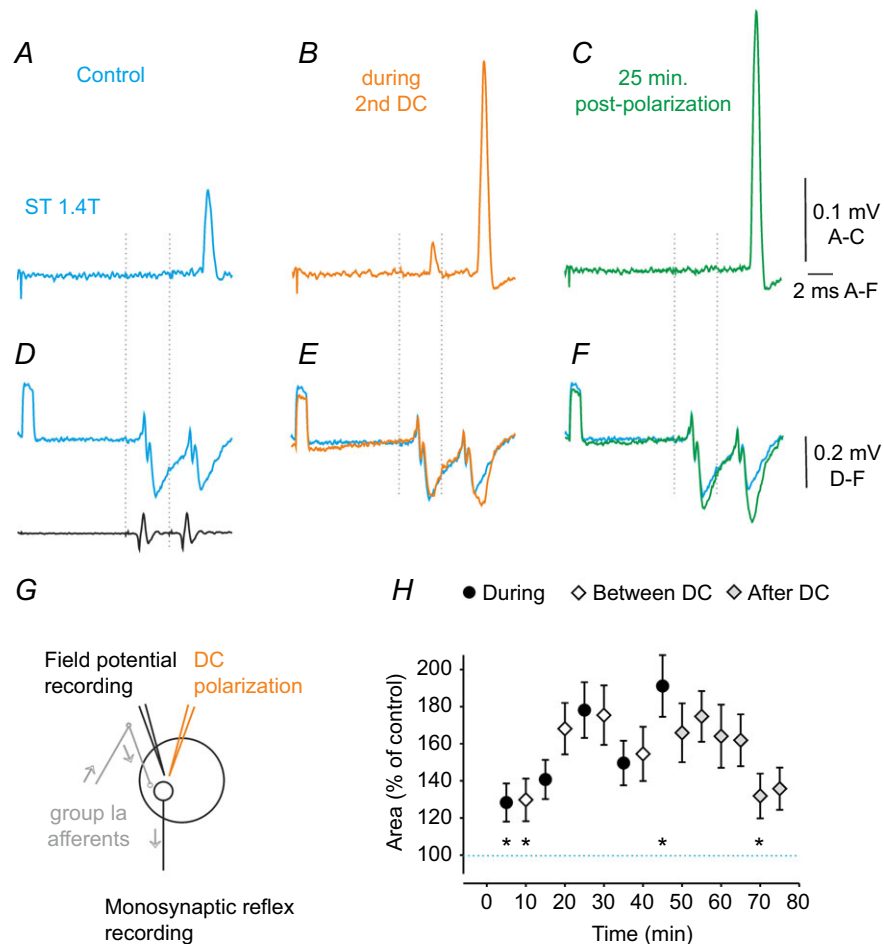 A
Control
B
during
2nd DC
C
25 min.
post-polarization
ST 1.4T
0.1 mV
A-C
2 ms A-F
D
E
F
0.2 mV
D-F
G
Field potential
recording
DC
polarization
group Ia
afferents
Monosynaptic reflex
recording
H
During
Between DC
After DC
Area (% of control)
200
180
160
140
120
100
* * * *
0 10 20 30 40 50 60 70 80
Time (min)